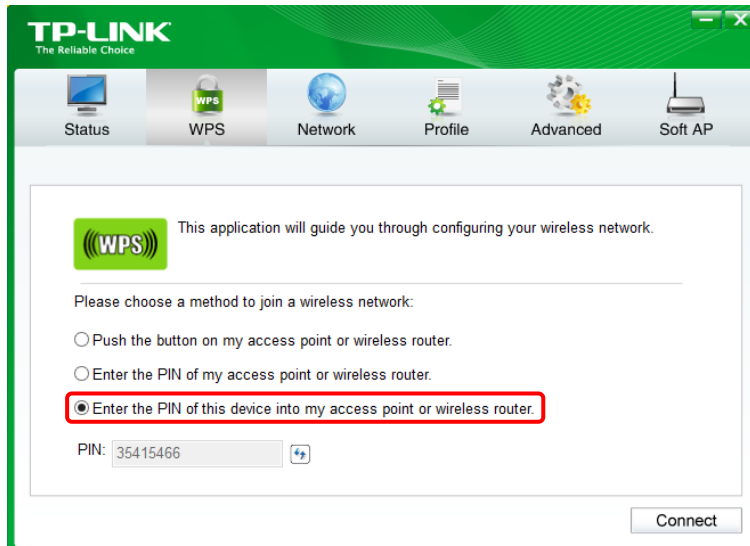 TP-LINK
The Reliable Choice
WPS
Status WPS Network Profile Advanced Soft AP
WPS
This application will guide you through configuring your wireless network.
Please choose a method to join a wireless network:
Push the button on my access point or wireless router.
Enter the PIN of my access point or wireless router.
Enter the PIN of this device into my access point or wireless router.
PIN: 35415466
Connect